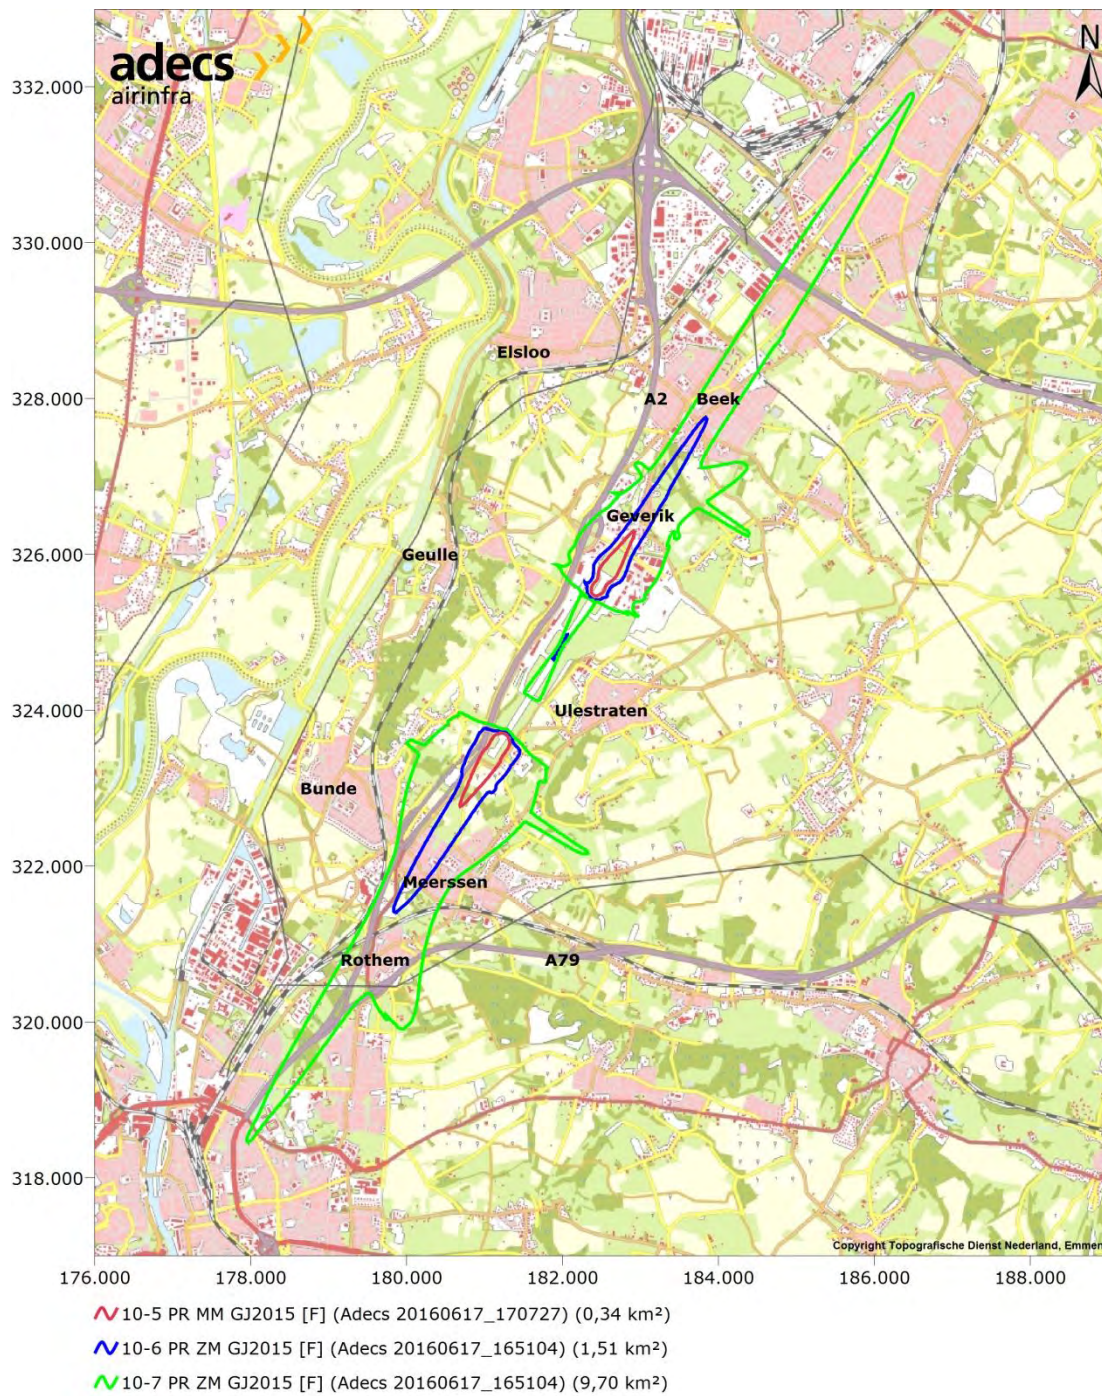 adecs
airinfra
N
332.000
330.000
Elsloo
328.000
A2 Beek
Geverik
326.000
Geulle
324.000
Ulestraten
Bunde
322.000
Meerssen
Rothem
A79
320.000
318.000
Copyright Topografische Dienst Nederland, Emmen
176.000 178.000 180.000 182.000 184.000 186.000 188.000
10-5 PR MM GJ2015 [F] (Adecs 20160617_170727) (0,34 km²)
10-6 PR ZM GJ2015 [F] (Adecs 20160617_165104) (1,51 km²)
10-7 PR ZM GJ2015 [F] (Adecs 20160617_165104) (9,70 km²)